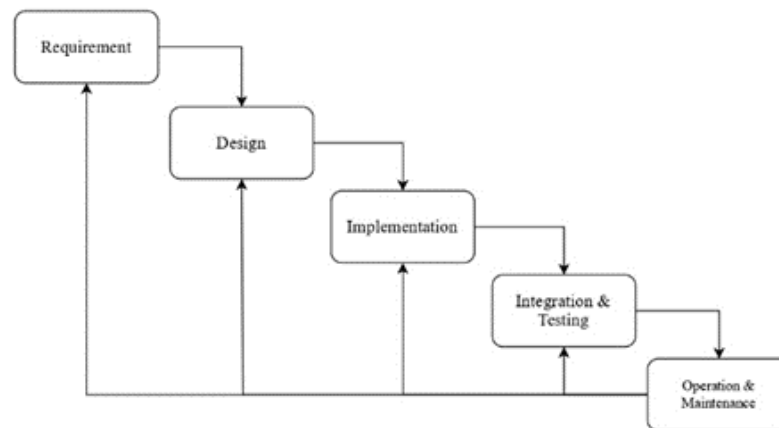 Requirement
Design
Implementation
Integration &
Testing
Operation &
Maintenance